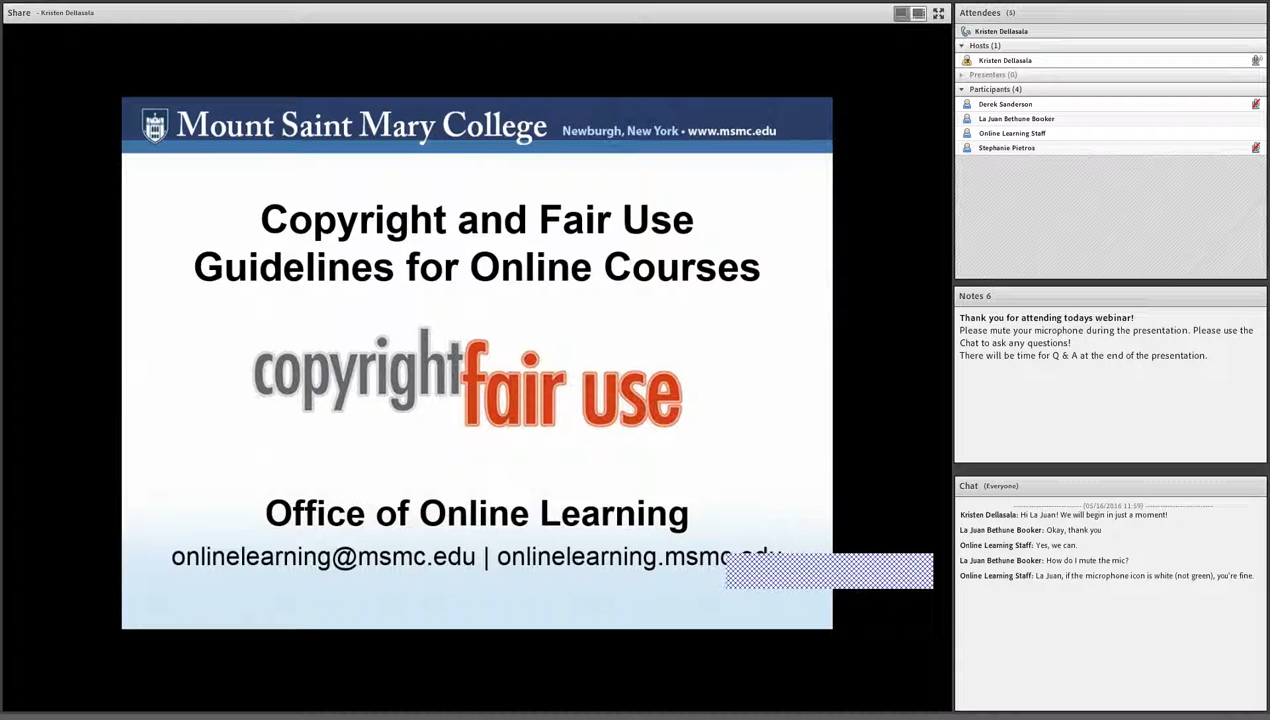 Share - Kristen Dellasala
Mount Saint Mary College Newburgh, New York • www.msmc.edu
Copyright and Fair Use
Guidelines for Online Courses
copyright fair use
Office of Online Learning
onlinelearning@msmc.edu | onlinelearning.msmc.edu
Attendees (5)
Kristen Dellasala
Hosts (1)
Kristen Dellasala
Presenters (0)
Participants (4)
Derek Sanderson
La Juan Bethune Booker
Online Learning Staff
Stephanie Pietros
Notes 6
Thank you for attending todays webinar!
Please mute your microphone during the presentation. Please use the
Chat to ask any questions!
There will be time for Q & A at the end of the presentation.
Chat (Everyone)
(05/16/2016 11:59)
Kristen Dellasala: Hi La Juan! We will begin in just a moment!
La Juan Bethune Booker: Okay, thank you
Online Learning Staff: Yes, we can.
La Juan Bethune Booker: How do I mute the mic?
Online Learning Staff: La Juan, if the microphone icon is white (not green), you're fine.